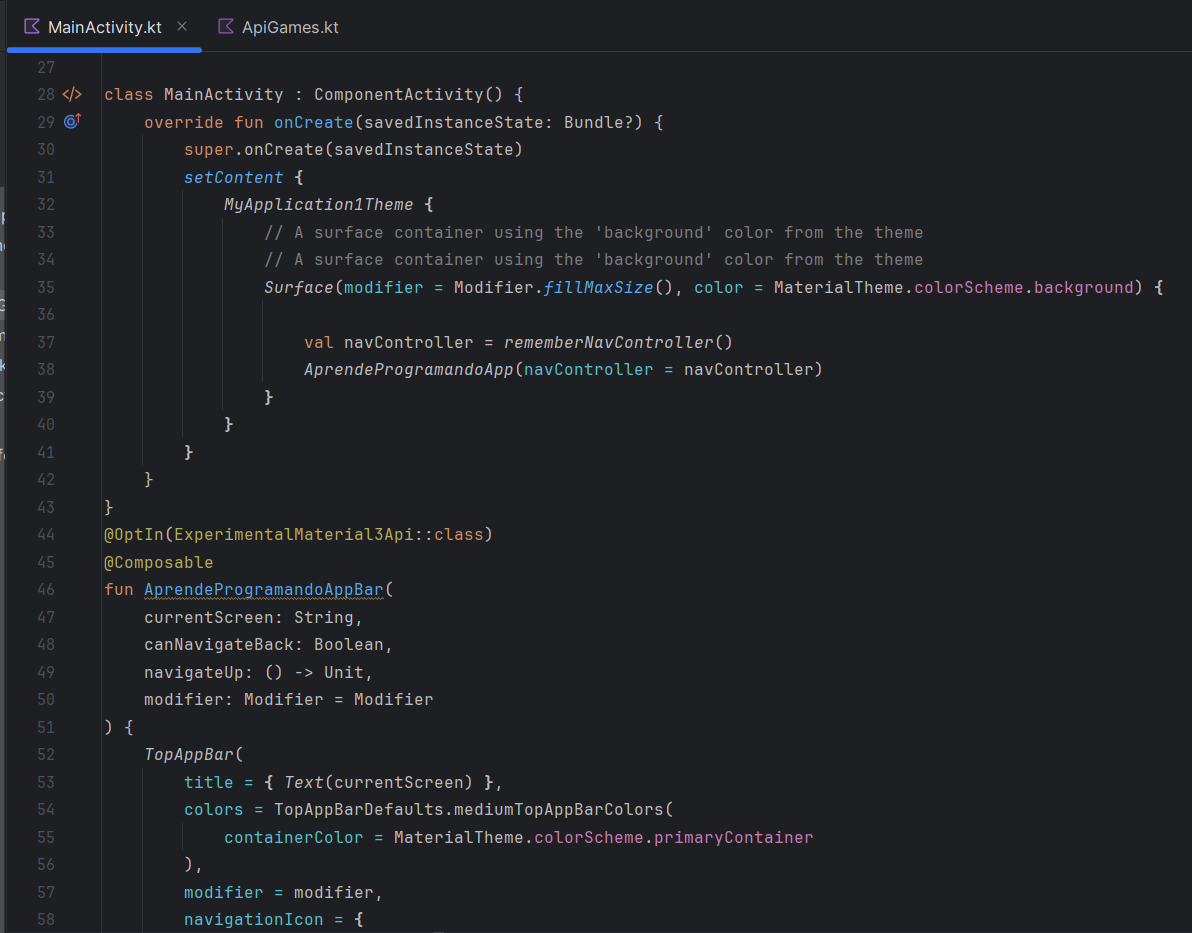 MainActivity.kt × ApiGames.kt
27
28 </> class MainActivity : ComponentActivity() {
29 override fun onCreate(savedInstanceState: Bundle?) {
30 super.onCreate(savedInstanceState)
31 setContent {
32 MyApplication1Theme {
33 // A surface container using the 'background' color from the theme
34 // A surface container using the 'background' color from the theme
35 Surface(modifier = Modifier.fillMaxSize(), color = MaterialTheme.colorScheme.background) {
36
37 val navController = rememberNavController()
38 AprendeProgramandoApp(navController = navController)
39 }
40 }
41 }
42 }
43 }
44 @OptIn(ExperimentalMaterial3Api::class)
45 @Composable
46 fun AprendeProgramandoAppBar(
47 currentScreen: String,
48 canNavigateBack: Boolean,
49 navigateUp: () -> Unit,
50 modifier: Modifier = Modifier
51 ) {
52 TopAppBar(
53 title = { Text(currentScreen) },
54 colors = TopAppBarDefaults.mediumTopAppBarColors(
55 containerColor = MaterialTheme.colorScheme.primaryContainer
56 ),
57 modifier = modifier,
58 navigationIcon = {